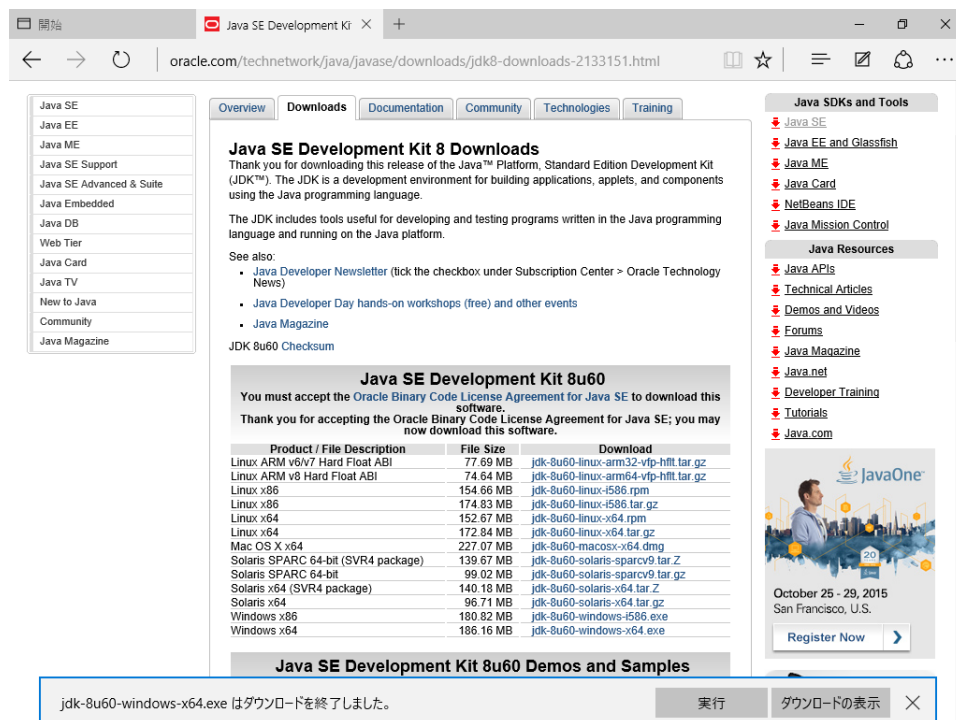 開始
Java SE Development Ki
oracle.com/technetwork/java/javase/downloads/jdk8-downloads-2133151.html
Java SE
Java EE
Java ME
Java SE Support
Java SE Advanced & Suite
Java Embedded
Java DB
Web Tier
Java Card
Java TV
New to Java
Community
Java Magazine
Overview
Downloads
Documentation
Community
Technologies
Training
Java SE Development Kit 8 Downloads
Thank you for downloading this release of the Java™ Platform, Standard Edition Development Kit
(JDK™). The JDK is a development environment for building applications, applets, and components
using the Java programming language.
The JDK includes tools useful for developing and testing programs written in the Java programming
language and running on the Java platform.
See also:
Java Developer Newsletter (tick the checkbox under Subscription Center > Oracle Technology
News)
Java Developer Day hands-on workshops (free) and other events
Java Magazine
JDK 8u60 Checksum
Java SE Development Kit 8u60
You must accept the Oracle Binary Code License Agreement for Java SE to download this
software.
Thank you for accepting the Oracle Binary Code License Agreement for Java SE; you may
now download this software.
Product / File Description File Size Download
Linux ARM v6/v7 Hard Float ABI 77.69 MB jdk-8u60-linux-arm32-vfp-hflt.tar.gz
Linux ARM v8 Hard Float ABI 74.64 MB jdk-8u60-linux-arm64-vfp-hflt.tar.gz
Linux x86 154.66 MB jdk-8u60-linux-i586.rpm
Linux x86 174.83 MB jdk-8u60-linux-i586.tar.gz
Linux x64 152.67 MB jdk-8u60-linux-x64.rpm
Linux x64 172.84 MB jdk-8u60-linux-x64.tar.gz
Mac OS X x64 227.07 MB jdk-8u60-macosx-x64.dmg
Solaris SPARC 64-bit (SVR4 package) 139.67 MB jdk-8u60-solaris-sparcv9.tar.Z
Solaris SPARC 64-bit 99.02 MB jdk-8u60-solaris-sparcv9.tar.gz
Solaris x64 (SVR4 package) 140.18 MB jdk-8u60-solaris-x64.tar.Z
Solaris x64 96.71 MB jdk-8u60-solaris-x64.tar.gz
Windows x86 180.82 MB jdk-8u60-windows-i586.exe
Windows x64 186.16 MB jdk-8u60-windows-x64.exe
Java SE Development Kit 8u60 Demos and Samples
Java SDKs and Tools
Java SE
Java EE and Glassfish
Java ME
Java Card
NetBeans IDE
Java Mission Control
Java Resources
Java APIs
Technical Articles
Demos and Videos
Forums
Java Magazine
Java.net
Developer Training
Tutorials
Java.com
JavaOne
20
October 25 - 29, 2015
San Francisco, U.S.
Register Now
jdk-8u60-windows-x64.exe はダウンロードを終了しました。
実行
ダウンロードの表示